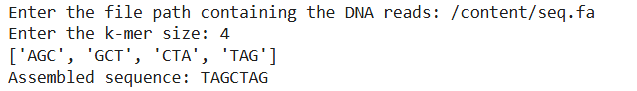 Enter the file path containing the DNA reads: /content/seq.fa
Enter the k-mer size: 4
['AGC', 'GCT', 'CTA', 'TAG']
Assembled sequence: TAGCTAG